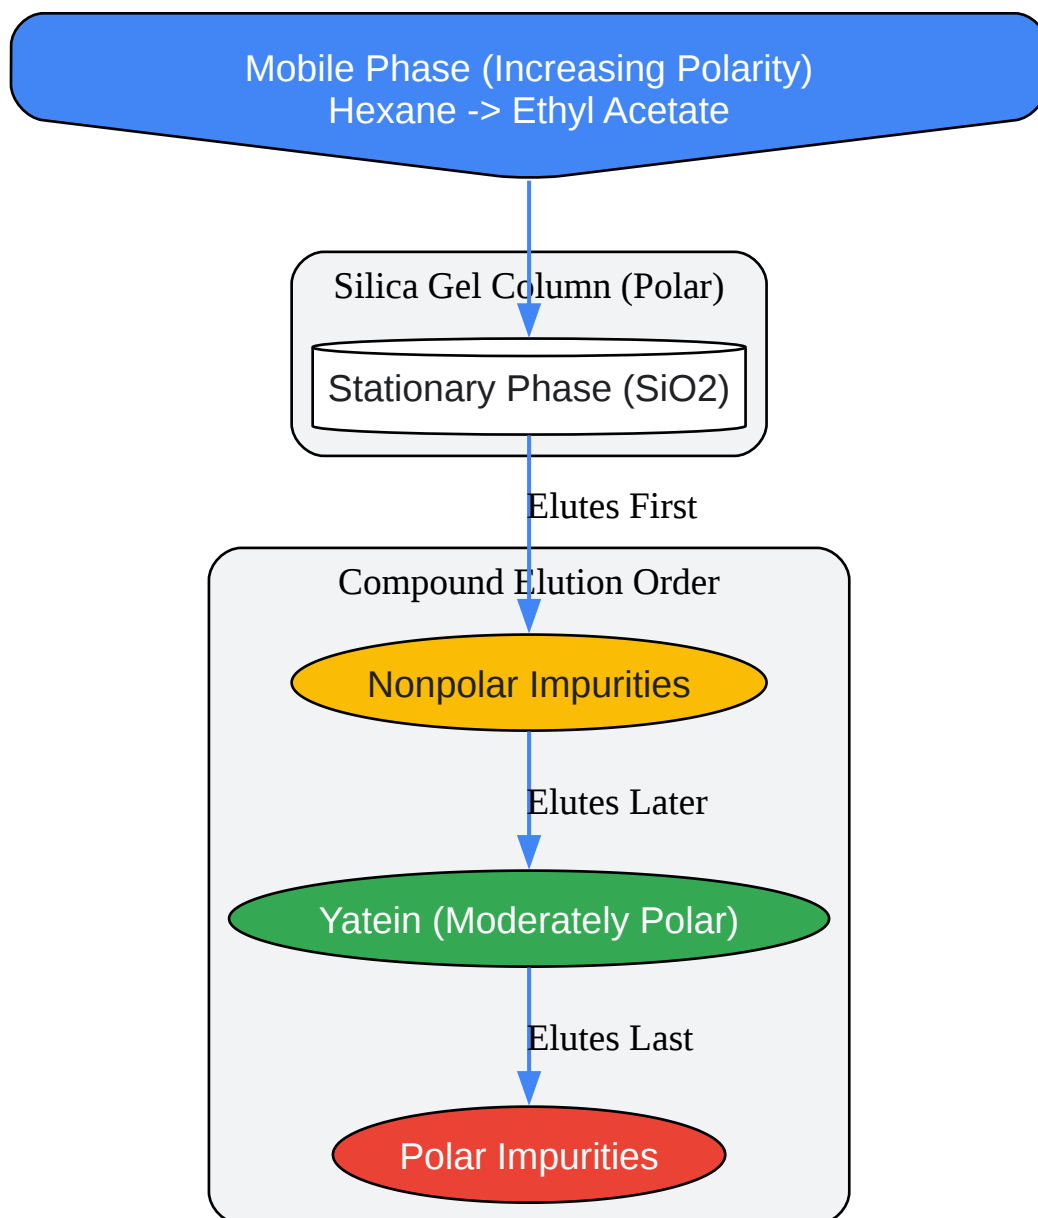 Mobile Phase (Increasing Polarity)
Hexane -> Ethyl Acetate
Silica Gel Column (Polar)
Stationary Phase (SiO2)
Elutes First
Compound Elution Order
Nonpolar Impurities
Elutes Later
Yatein (Moderately Polar)
Elutes Last
Polar Impurities